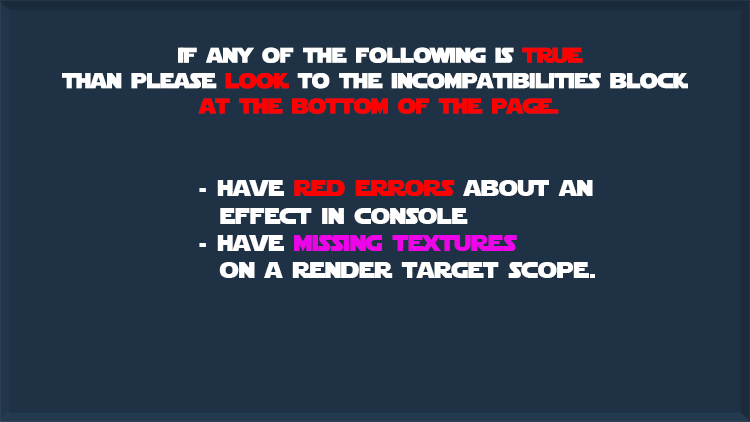 IF ANY OF THE FOLLOWING IS TRUE
THAN PLEASE LOOK TO THE INCOMPATIBILITIES BLOCK
AT THE BOTTOM OF THE PAGE.
- HAVE RED ERRORS ABOUT AN
EFFECT IN CONSOLE
- HAVE MISSING TEXTURES
ON A RENDER TARGET SCOPE.